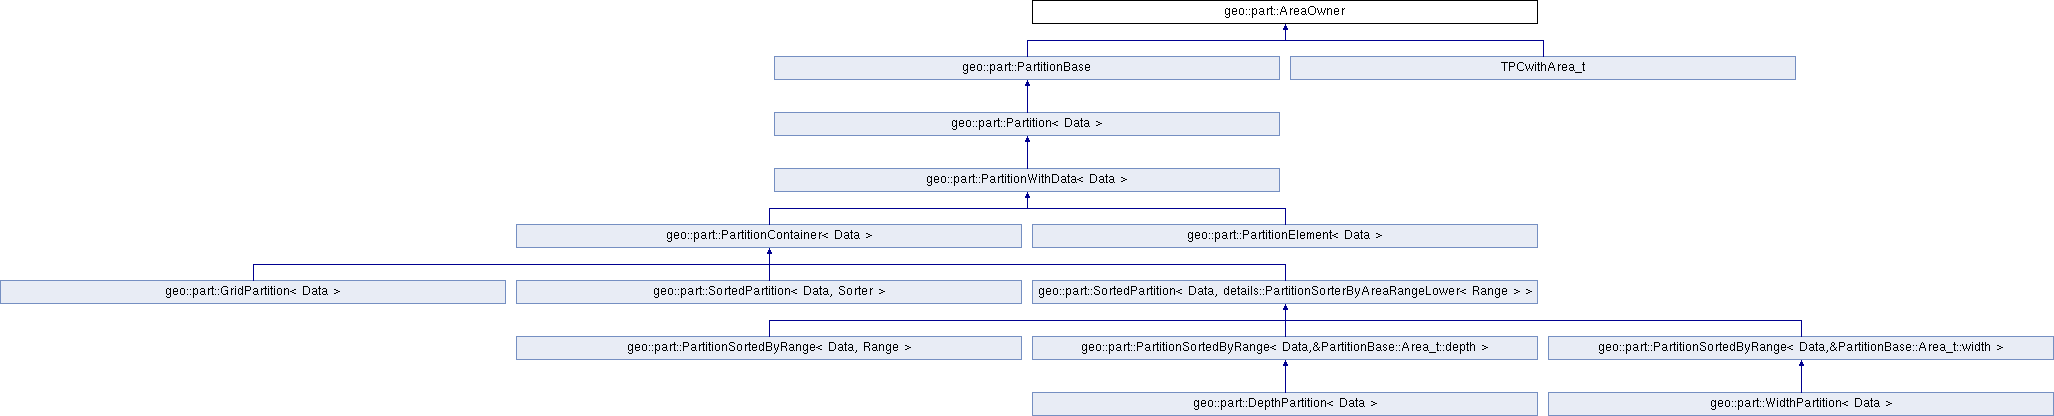 geo::part::AreaOwner
geo::part::PartitionBase
TPCwithArea_t
geo::part::Partition< Data >
geo::part::PartitionWithData< Data >
geo::part::PartitionContainer< Data >
geo::part::PartitionElement< Data >
geo::part::GridPartition< Data >
geo::part::SortedPartition< Data, Sorter >
geo::part::SortedPartition< Data, details::PartitionSorterByAreaRangeLower< Range > >
geo::part::PartitionSortedByRange< Data, Range >
geo::part::PartitionSortedByRange< Data,&PartitionBase::Area_t::depth >
geo::part::PartitionSortedByRange< Data,&PartitionBase::Area_t::width >
geo::part::DepthPartition< Data >
geo::part::WidthPartition< Data >